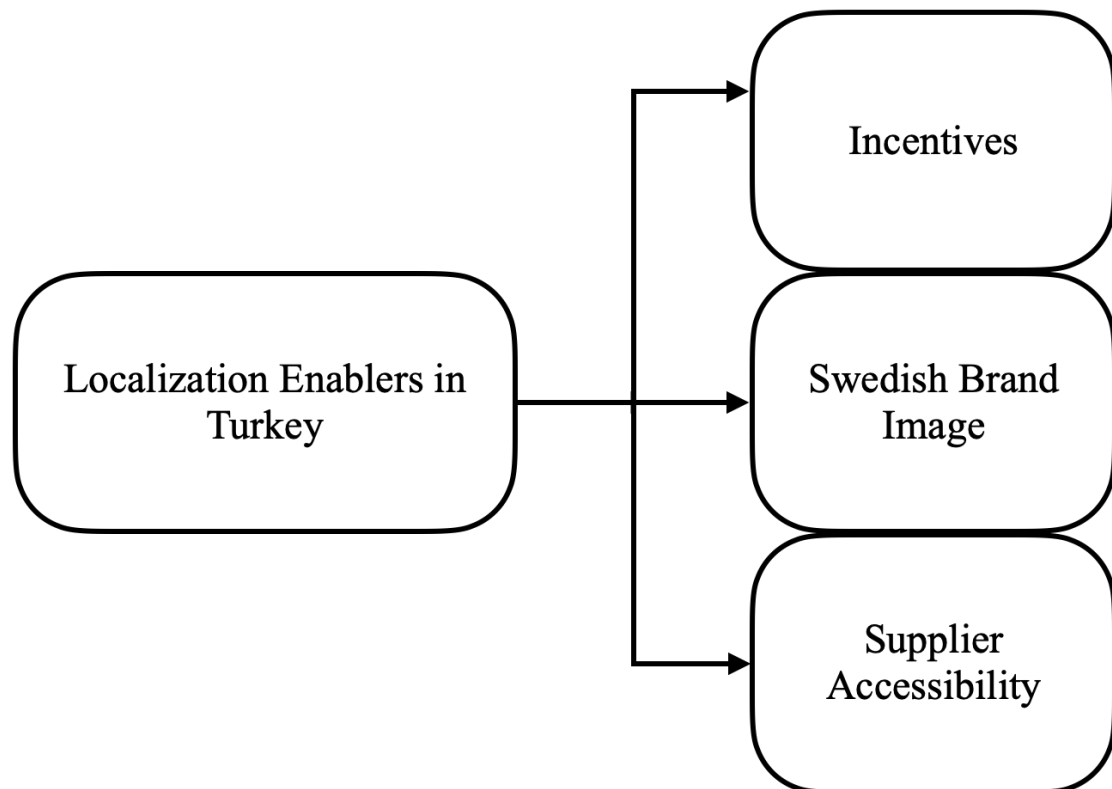 Incentives
Localization Enablers in
Turkey
Swedish Brand
Image
Supplier
Accessibility